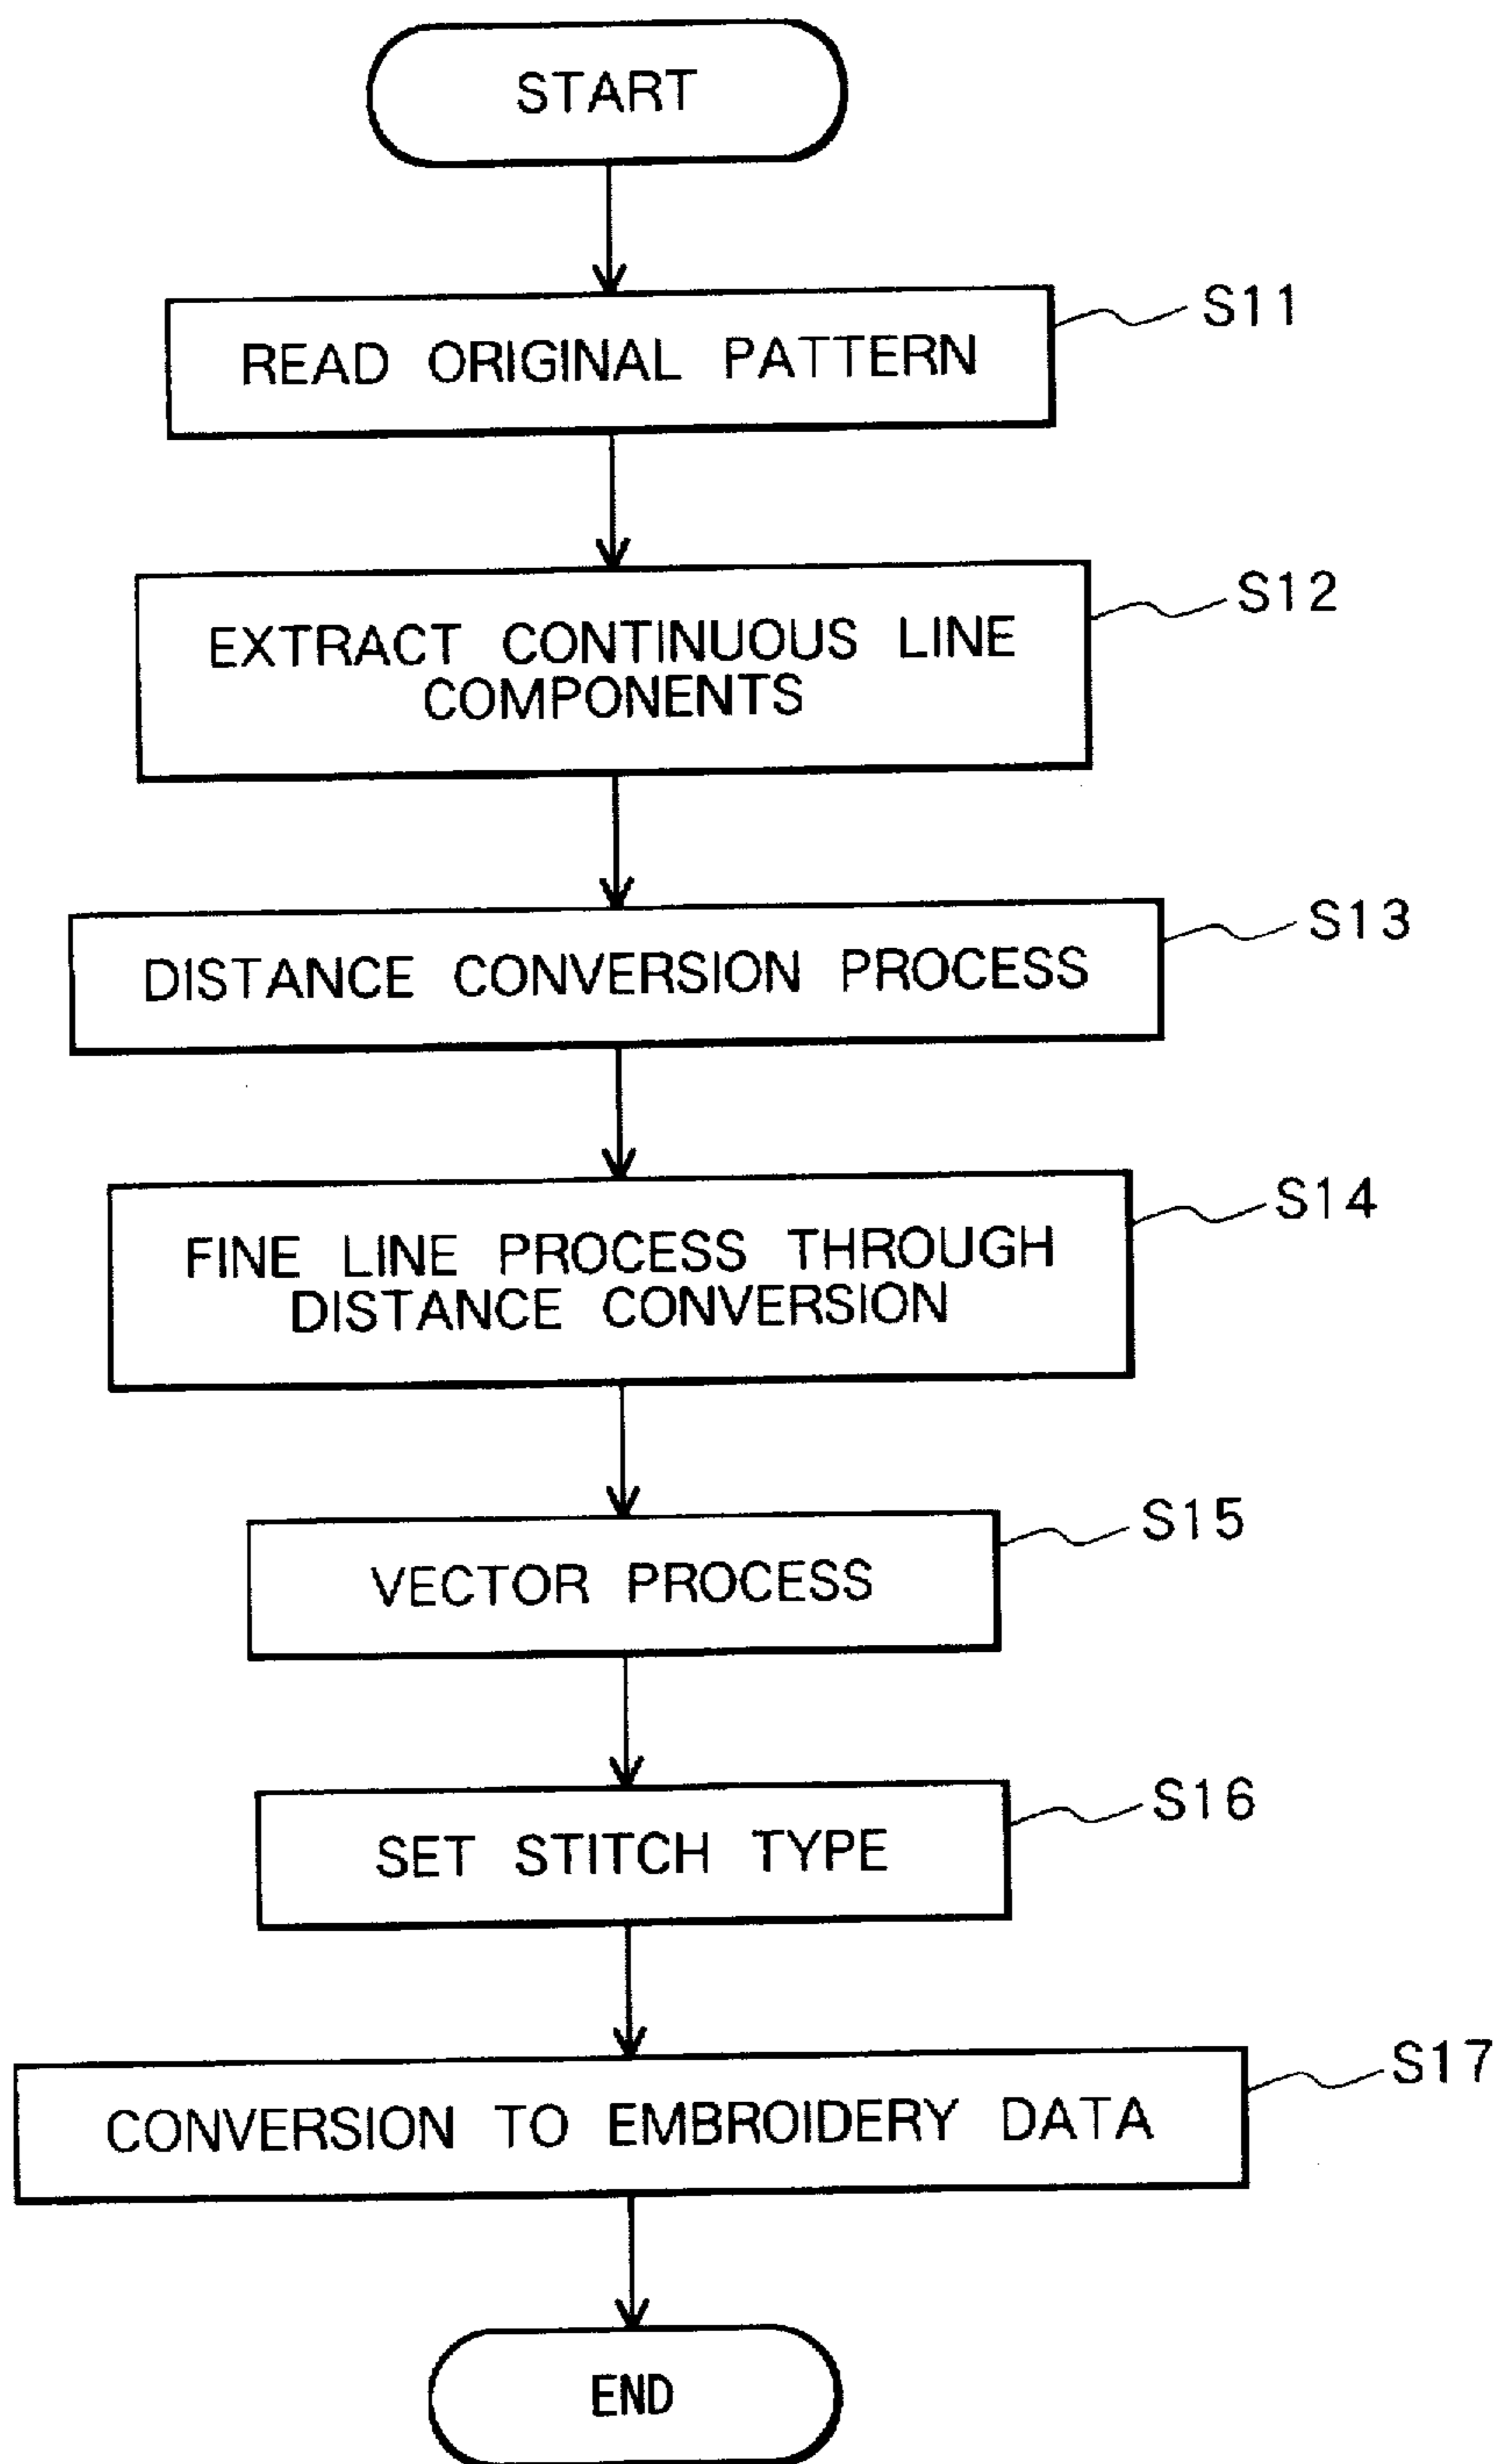 START
READ ORIGINAL PATTERN
S11
EXTRACT CONTINUOUS LINE
COMPONENTS
S12
DISTANCE CONVERSION PROCESS
S13
FINE LINE PROCESS THROUGH
DISTANCE CONVERSION
S14
VECTOR PROCESS
S15
SET STITCH TYPE
S16
CONVERSION TO EMBROIDERY DATA
S17
END